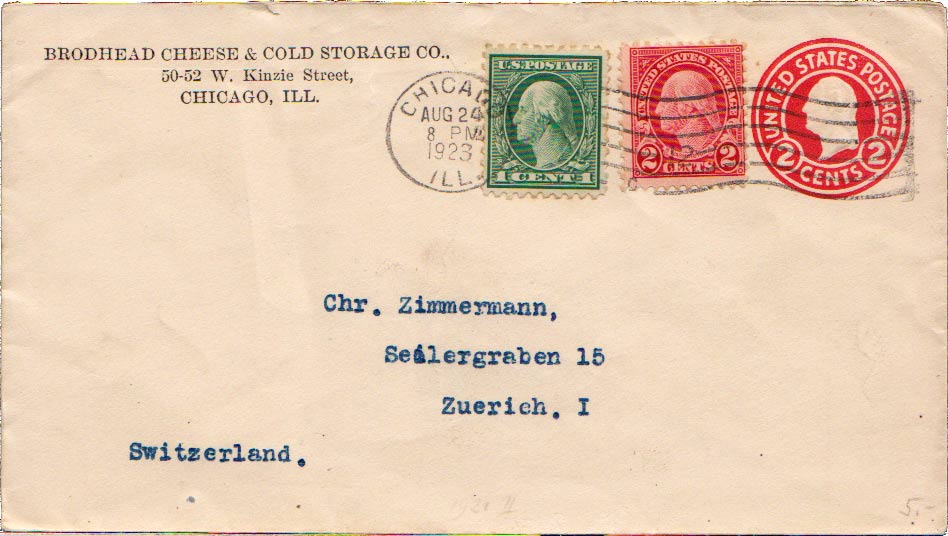 BRODHEAD CHEESE & COLD STORAGE CO.,
50-52 W. Kinzie Street,
CHICAGO, ILL.
CHICAGO
AUG 24
8 PM
1923
ILL.
U.S. POSTAGE
1 CENT 1
UNITED STATES POSTAGE
2 CENTS 2
UNITED STATES POSTAGE
2 CENTS 2
Chr. Zimmermann,
Seilergraben 15
Zuerich. I
Switzerland.
5.-